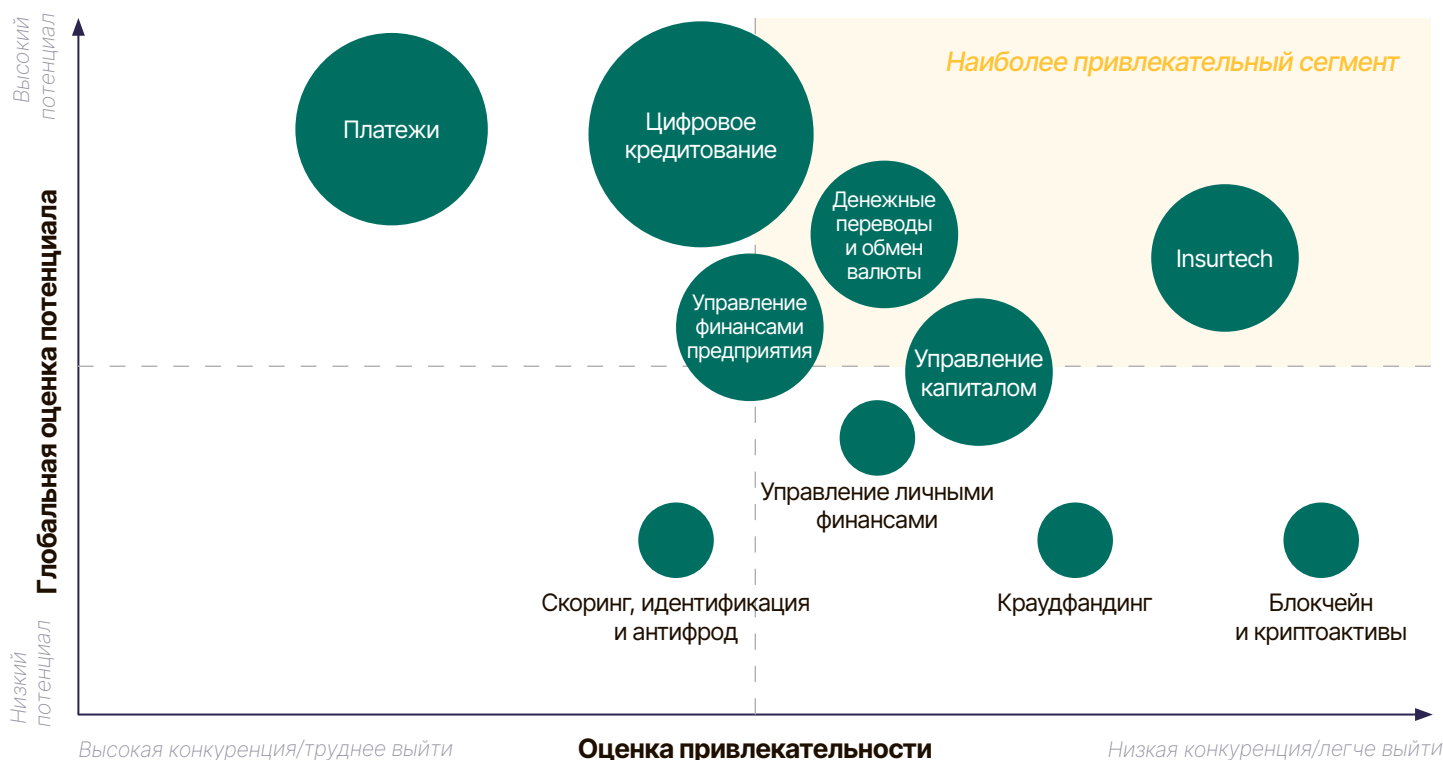 Высокий
потенциал
Наиболее привлекательный сегмент
Платежи
Цифровое
кредитование
Денежные
переводы
и обмен
валюты
Insurtech
Управление
финансами
предприятия
Управление
капиталом
Глобальная оценка потенциала
Управление личными
финансами
Скоринг, идентификация
и антифрод
Краудфандинг
Блокчейн
и криптоактивы
Низкий
потенциал
Высокая конкуренция/труднее выйти
Оценка привлекательности
Низкая конкуренция/легче выйти